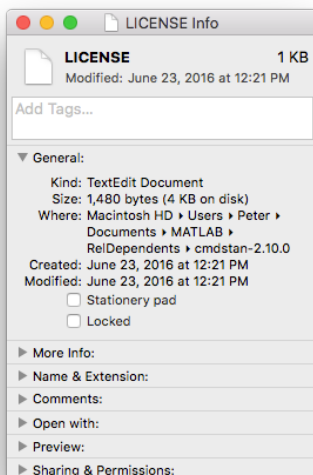 LICENSE Info
LICENSE 1 KB
Modified: June 23, 2016 at 12:21 PM
Add Tags...
General:
Kind: TextEdit Document
Size: 1,480 bytes (4 KB on disk)
Where: Macintosh HD ▸ Users ▸ Peter ▸
Documents ▸ MATLAB ▸
RelDependents ▸ cmdstan-2.10.0
Created: June 23, 2016 at 12:21 PM
Modified: June 23, 2016 at 12:21 PM
Stationery pad
Locked
More Info:
Name & Extension:
Comments:
Open with:
Preview:
Sharing & Permissions: